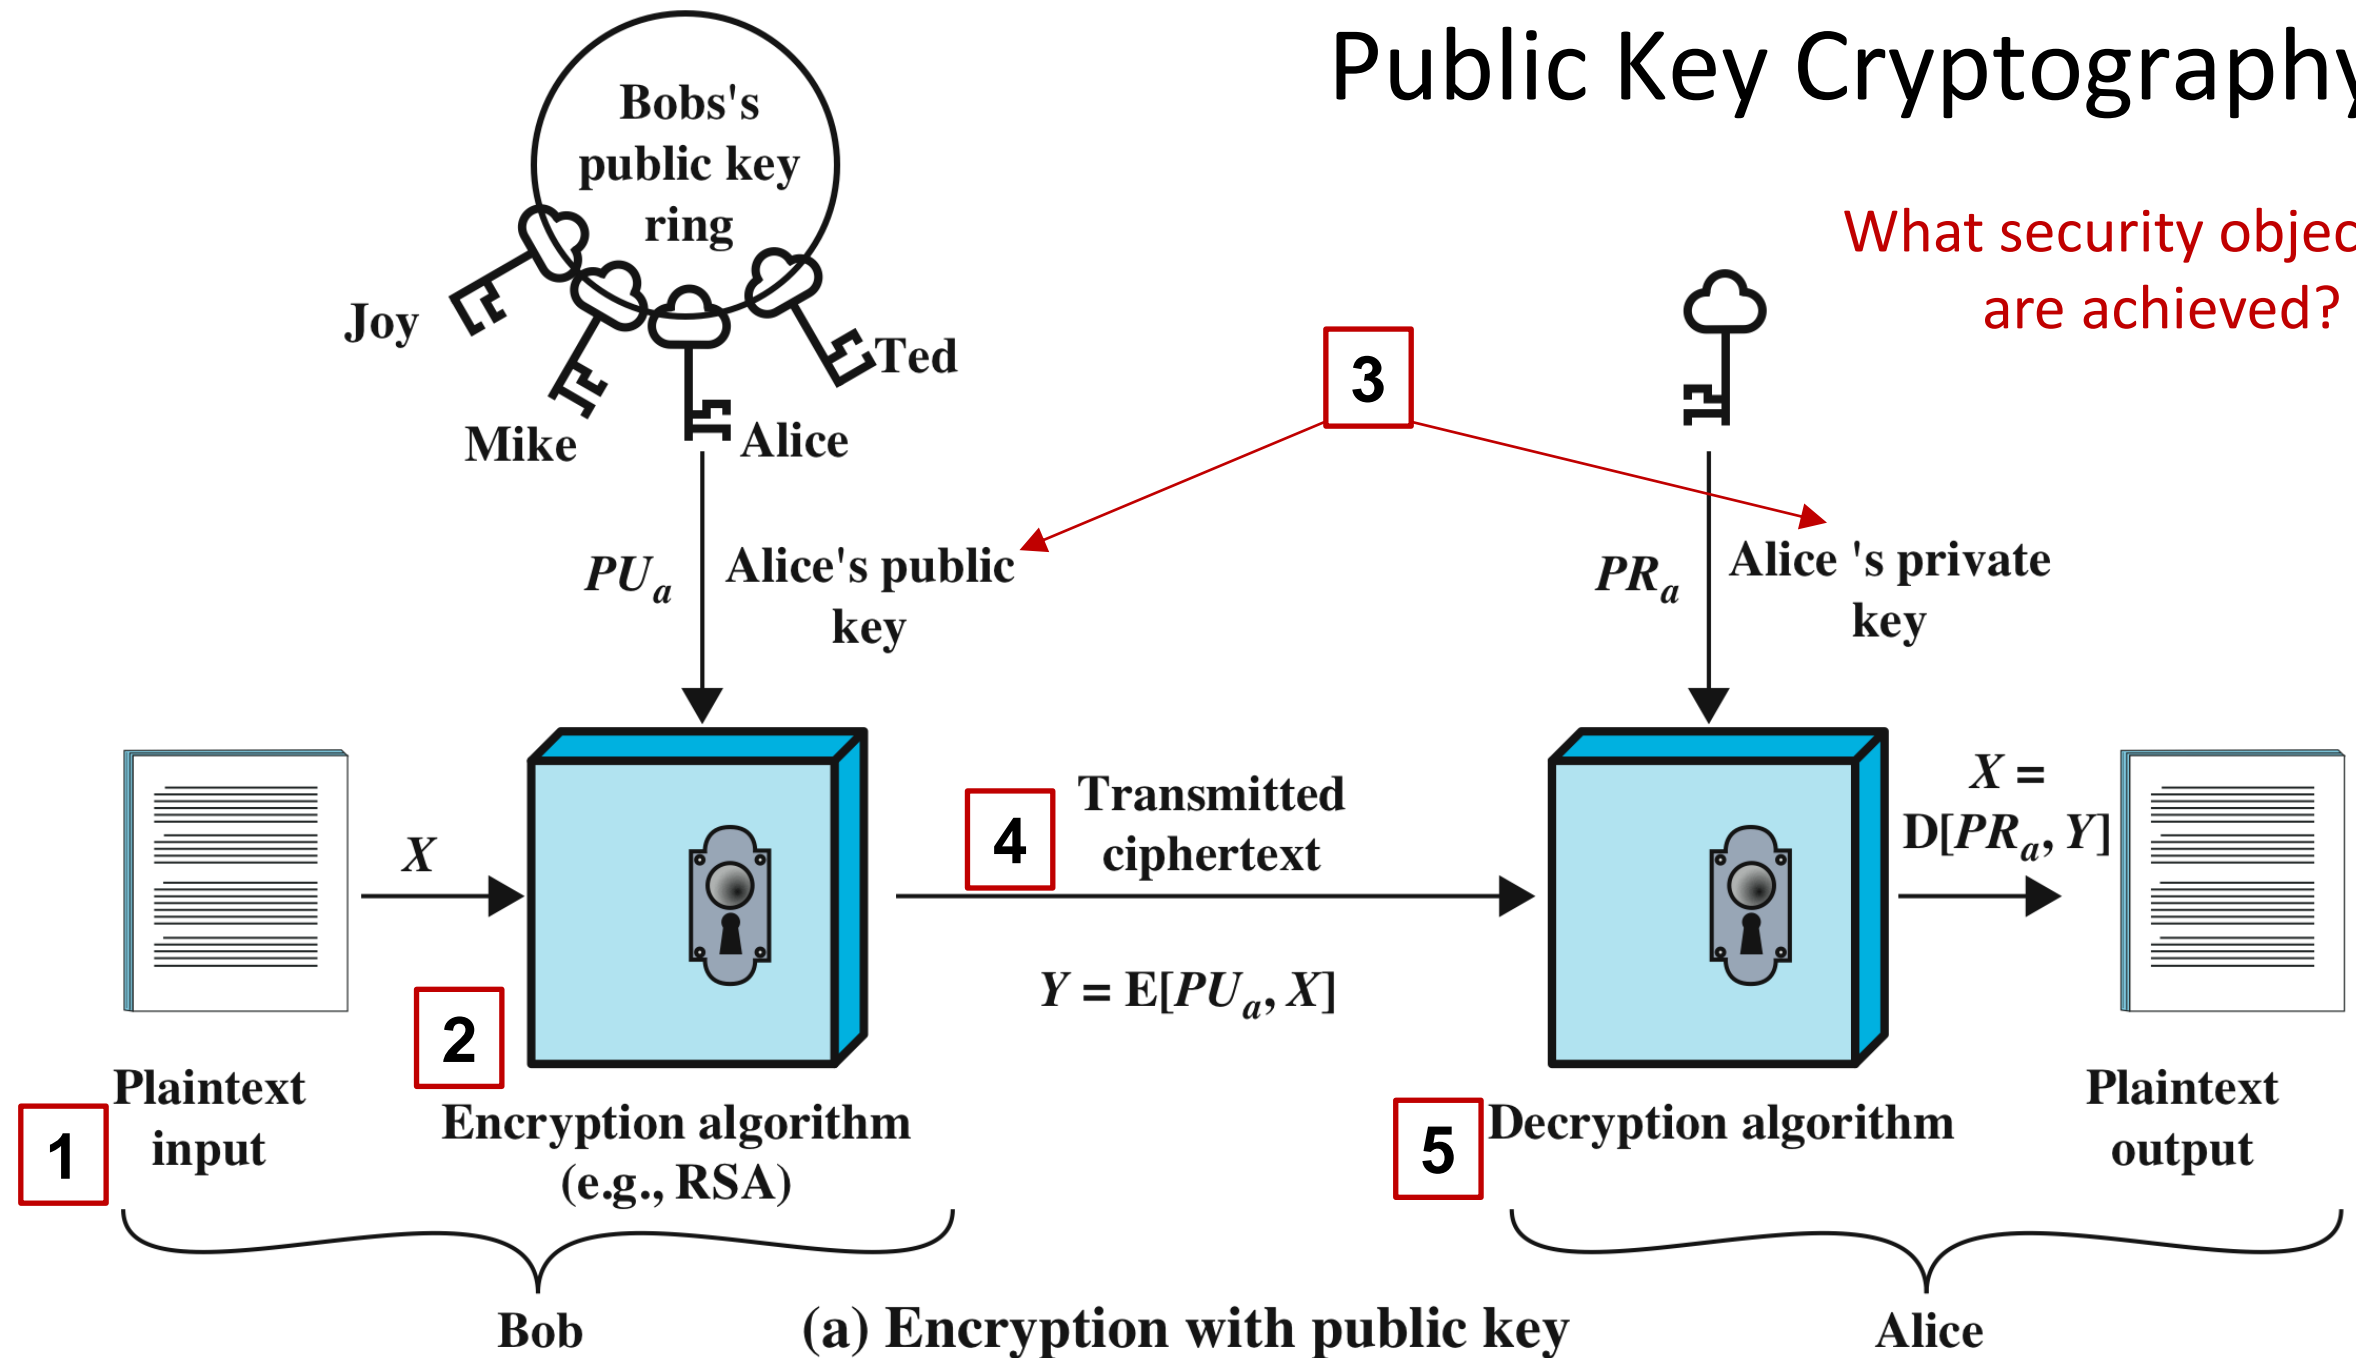 Public Key Cryptography
What security objec
are achieved?
Bobs's
public key
ring
Joy
Mike
Alice
Ted
3
PUa
Alice's public
key
PRa
Alice 's private
key
X
4
Transmitted
ciphertext
Y = E[PUa, X]
X =
D[PRa, Y]
1
Plaintext
input
2
Encryption algorithm
(e.g., RSA)
5
Decryption algorithm
Plaintext
output
Bob
(a) Encryption with public key
Alice